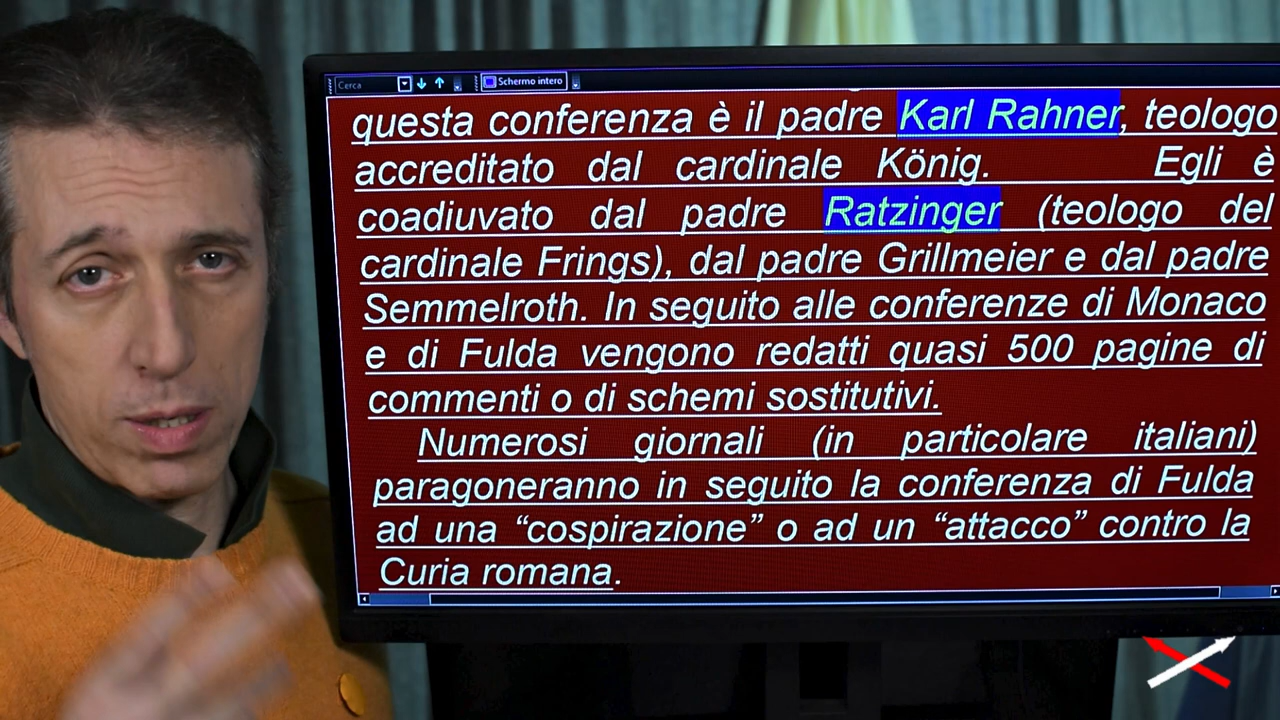 Cerca
Schermo intero
questa conferenza è il padre Karl Rahner, teologo
accreditato dal cardinale König. Egli è
coadiuvato dal padre Ratzinger (teologo del
cardinale Frings), dal padre Grillmeier e dal padre
Semmelroth. In seguito alle conferenze di Monaco
e di Fulda vengono redatti quasi 500 pagine di
commenti o di schemi sostitutivi.
Numerosi giornali (in particolare italiani)
paragoneranno in seguito la conferenza di Fulda
ad una “cospirazione” o ad un “attacco” contro la
Curia romana.